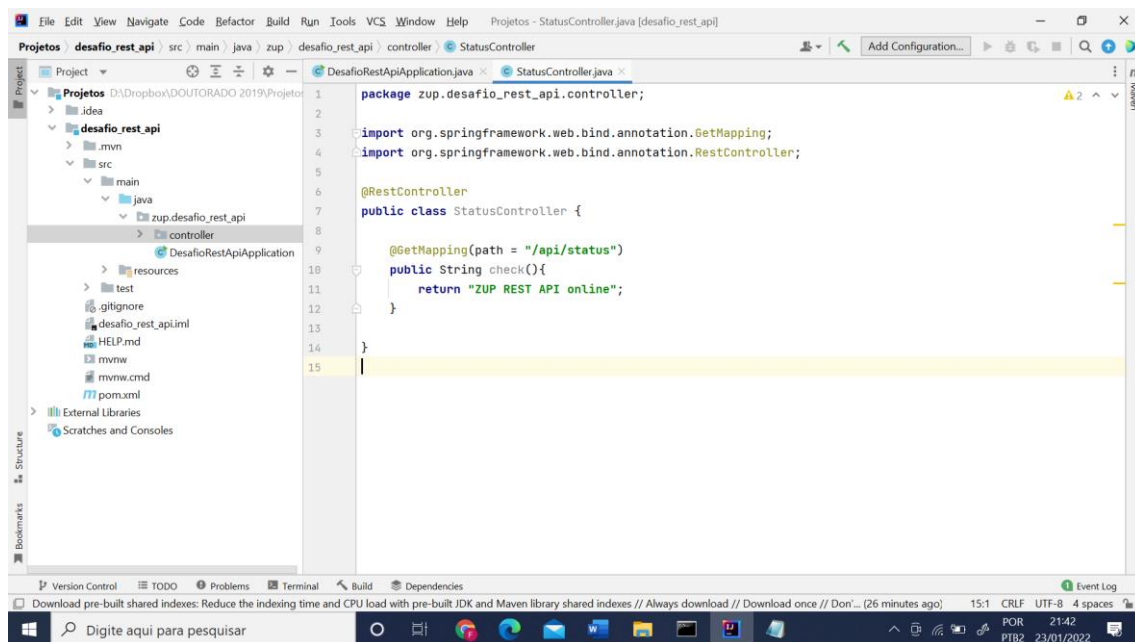 File Edit View Navigate Code Refactor Build Run Tools VCS Window Help Projetos - StatusController.java [desafio_rest_api]
Projetos desafio_rest_api src main java zup desafio_rest_api controller StatusController
Add Configuration...
Project
DesafioRestApiApplication.java StatusController.java
Projetos D:\Dropbox\DOUTORADO 2019\Projeto
.idea
desafio_rest_api
.mvn
src
main
java
zup.desafio_rest_api
controller
DesafioRestApiApplication
resources
test
.gitignore
desafio_rest_api.iml
HELP.md
mvnw
mvnw.cmd
pom.xml
External Libraries
Scratches and Consoles
Project
Structure
Bookmarks
1 package zup.desafio_rest_api.controller;
2
3 import org.springframework.web.bind.annotation.GetMapping;
4 import org.springframework.web.bind.annotation.RestController;
5
6 @RestController
7 public class StatusController {
8
9 @GetMapping(path = "/api/status")
10 public String check(){
11 return "ZUP REST API online";
12 }
13
14 }
15
2
Version Control TODO Problems Terminal Build Dependencies 1 Event Log
Download pre-built shared indexes: Reduce the indexing time and CPU load with pre-built JDK and Maven library shared indexes // Always download // Download once // Don'... (26 minutes ago) 15:1 CRLF UTF-8 4 spaces
Digite aqui para pesquisar
POR 21:42
PTB2 23/01/2022